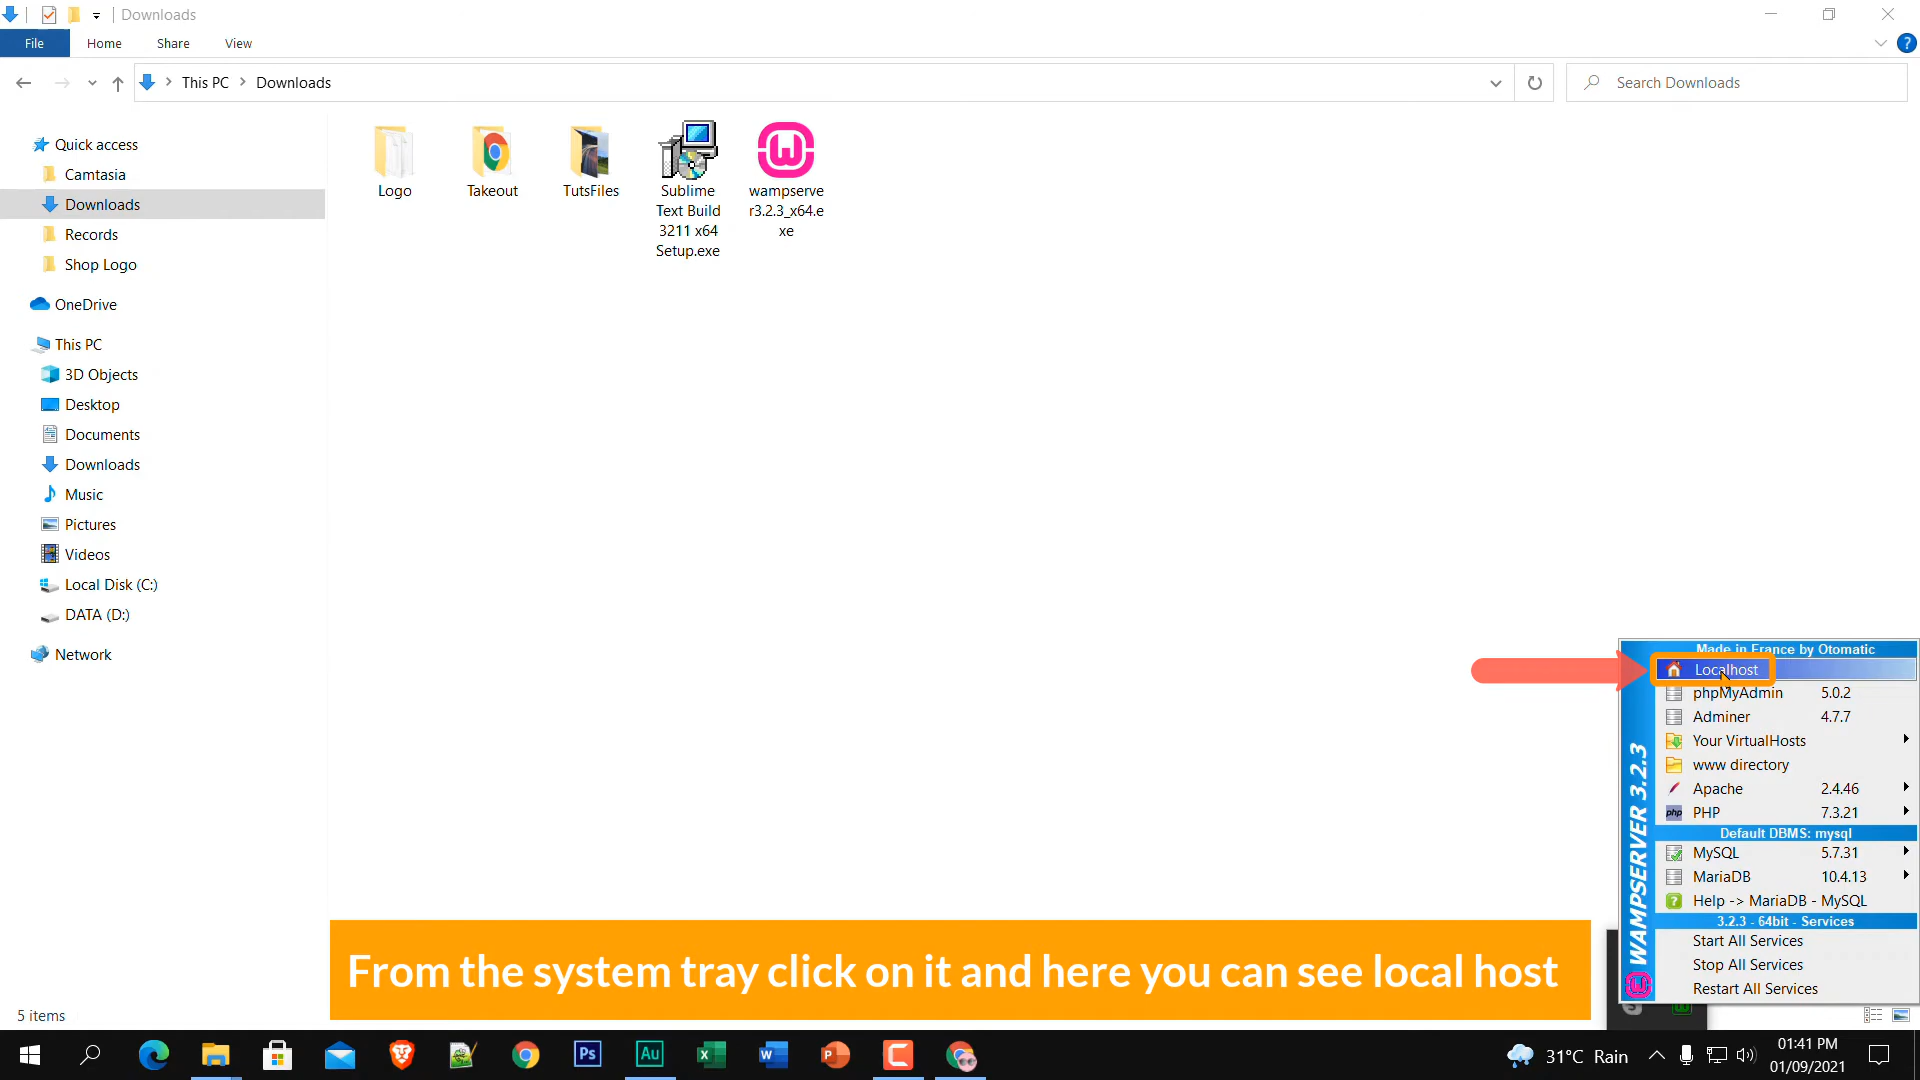 Downloads
File Home Share View
This PC Downloads
Search Downloads
Quick access
Camtasia
Downloads
Records
Shop Logo
OneDrive
This PC
3D Objects
Desktop
Documents
Downloads
Music
Pictures
Videos
Local Disk (C:)
DATA (D:)
Network
Logo
Takeout
TutsFiles
Sublime
Text Build
3211 x64
Setup.exe
wampserve
r3.2.3_x64.e
xe
Made in France by Otomatic
Localhost
phpMyAdmin 5.0.2
Adminer 4.7.7
Your VirtualHosts
www directory
Apache 2.4.46
php PHP 7.3.21
Default DBMS: mysql
MySQL 5.7.31
MariaDB 10.4.13
Help -> MariaDB - MySQL
3.2.3 - 64bit - Services
Start All Services
Stop All Services
Restart All Services
WAMPSERVER 3.2.3
From the system tray click on it and here you can see local host
5 items
Ps
Au
31°C Rain
01:41 PM
01/09/2021